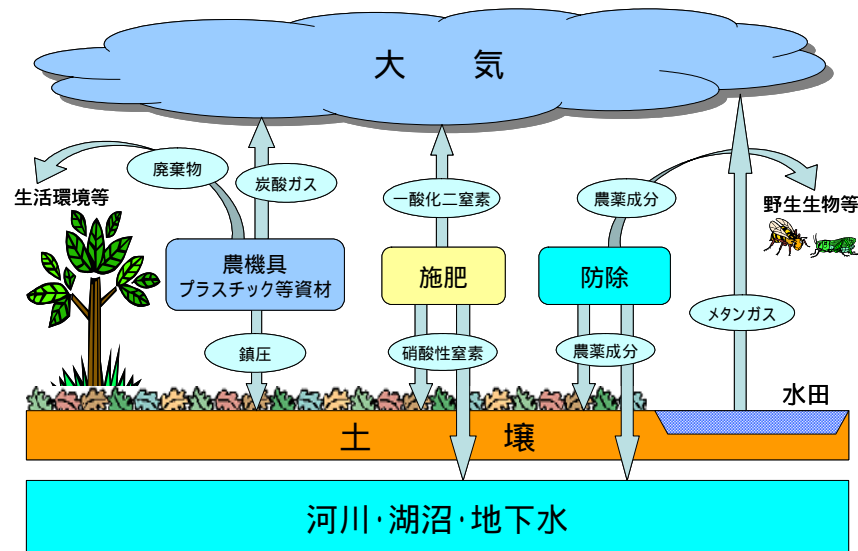 大　気
廃棄物
炭酸ガス
一酸化二窒素
農薬成分
生活環境等
野生生物等
農機具
プラスチック等資材
施肥
防除
メタンガス
鎮圧
硝酸性窒素
農薬成分
水田
土　壌
河川・湖沼・地下水